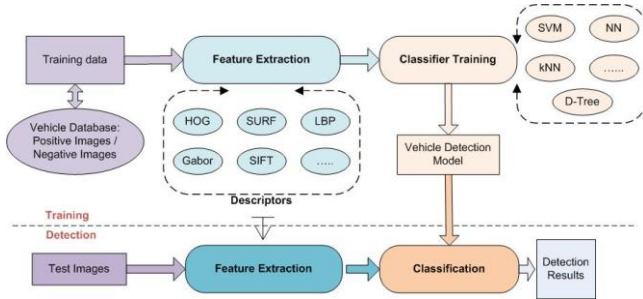 Training data
Feature Extraction
Classifier Training
SVM
NN
kNN
......
D-Tree
Vehicle Database:
Positive Images /
Negative Images
HOG
SURF
LBP
Gabor
SIFT
.....
Descriptors
Vehicle Detection
Model
Training
Detection
Test Images
Feature Extraction
Classification
Detection
Results